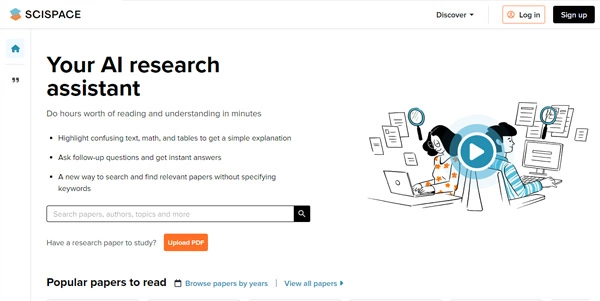 SCISPACE
Discover
Log in
Sign up
Your AI research
assistant
Do hours worth of reading and understanding in minutes
Highlight confusing text, math, and tables to get a simple explanation
Ask follow-up questions and get instant answers
A new way to search and find relevant papers without specifying
keywords
Search papers, authors, topics and more
Have a research paper to study?
Upload PDF
Popular papers to read
Browse papers by years
View all papers